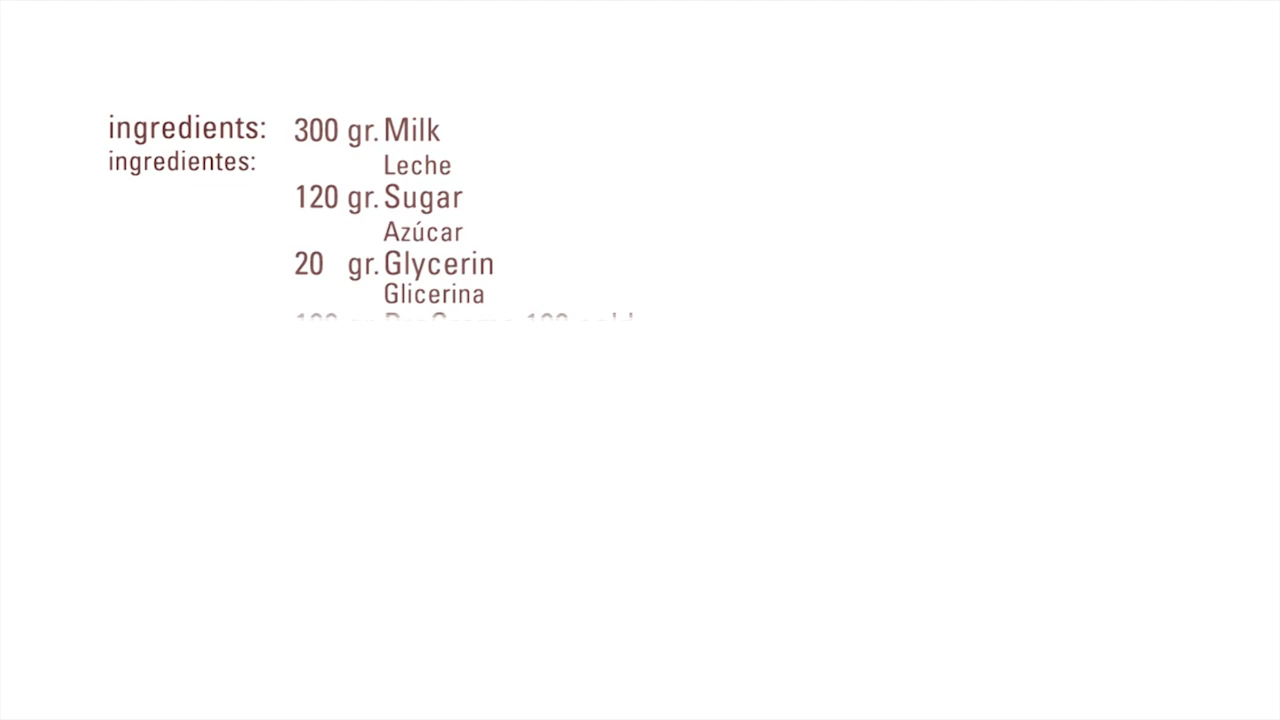 ingredients:
ingredientes:
300 gr. Milk
Leche
120 gr. Sugar
Azúcar
20 gr. Glycerin
Glicerina